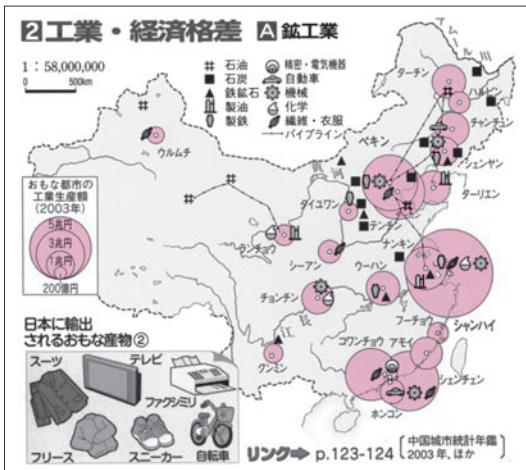 2工業・経済格差 A 鉱工業
1：58,000,000
0 500km
石油
石炭
鉄鉱石
製油
製鉄
精密・電気機器
自動車
機械
化学
繊維・衣服
パイプライン
アムール川
ターチン
ハルビン
チャンチュン
シェンヤン
ペキン
ターリエン
ウルムチ
黄河
タイユワン
テンチン
ランチョウ
シーアン
ナンキン
ウーハン
チョンチン
長
江
シャンハイ
フーチョウ
コワンチョウ
アモイ
シェンチェン
クンミン
ホンコン
おもな都市の
工業生産額
(2003年)
5兆円
3兆円
1兆円
200億円
日本に輸出
されるおもな産物②
スーツ
テレビ
ファクシミリ
フリース
スニーカー
自転車
リンク➡ p.123-124
中国城市統計年鑑
2003年，ほか